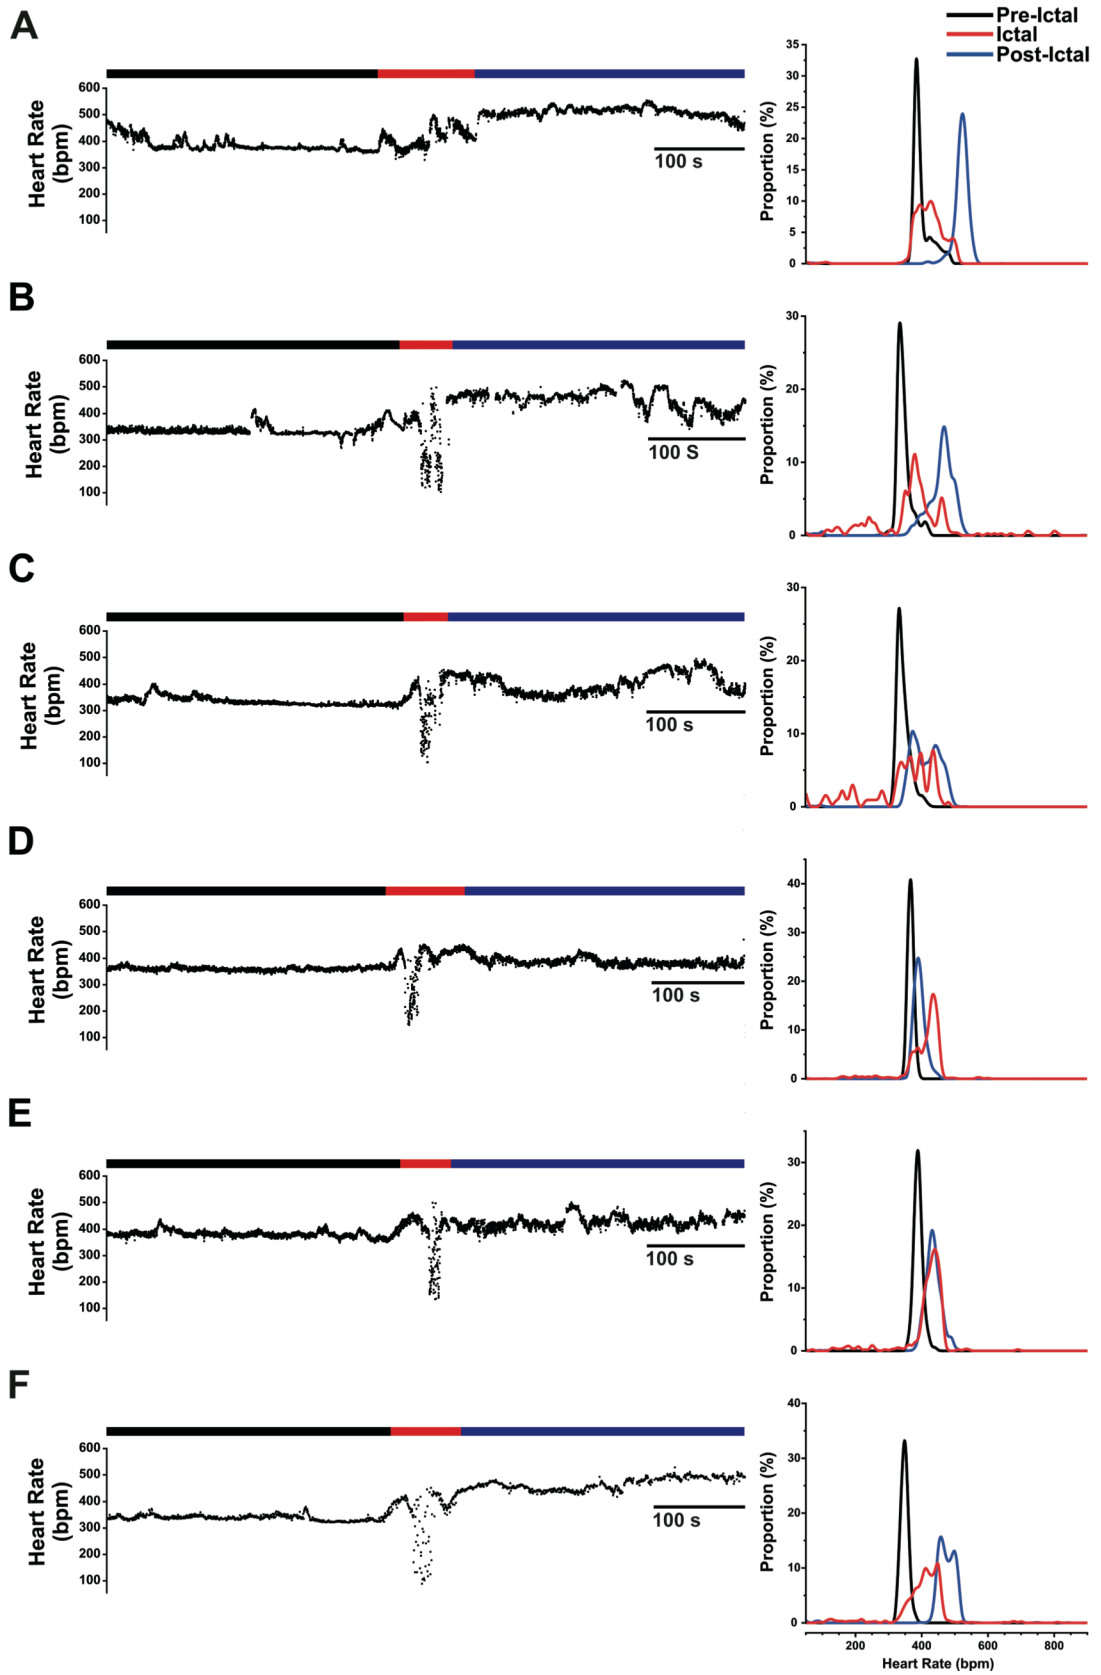 A
Pre-Ictal
Ictal
Post-Ictal
Heart Rate
(bpm)
600
500
400
300
200
100
100 s
Proportion (%)
35
30
25
20
15
10
5
0
B
Heart Rate
(bpm)
600
500
400
300
200
100
100 S
Proportion (%)
30
20
10
0
C
Heart Rate
(bpm)
600
500
400
300
200
100
100 s
Proportion (%)
30
20
10
0
D
Heart Rate
(bpm)
600
500
400
300
200
100
100 s
Proportion (%)
40
30
20
10
0
E
Heart Rate
(bpm)
600
500
400
300
200
100
100 s
Proportion (%)
30
20
10
0
F
Heart Rate
(bpm)
600
500
400
300
200
100
100 s
Proportion (%)
40
30
20
10
0
200 400 600 800
Heart Rate (bpm)